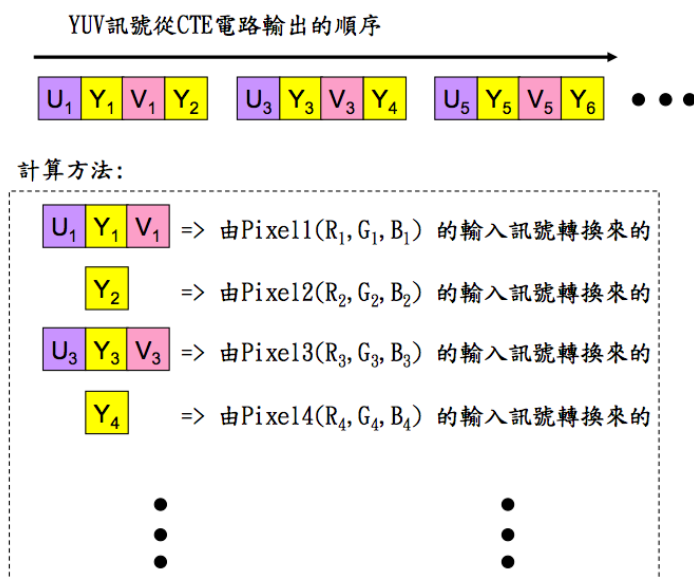 YUV訊號從CTE電路輸出的順序
U₁ Y₁ V₁ Y₂ U₃ Y₃ V₃ Y₄ U₅ Y₅ V₅ Y₆
計算方法:
U₁ Y₁ V₁ => 由Pixel1(R₁,G₁,B₁) 的輸入訊號轉換來的
Y₂ => 由Pixel2(R₂,G₂,B₂) 的輸入訊號轉換來的
U₃ Y₃ V₃ => 由Pixel3(R₃,G₃,B₃) 的輸入訊號轉換來的
Y₄ => 由Pixel4(R₄,G₄,B₄) 的輸入訊號轉換來的